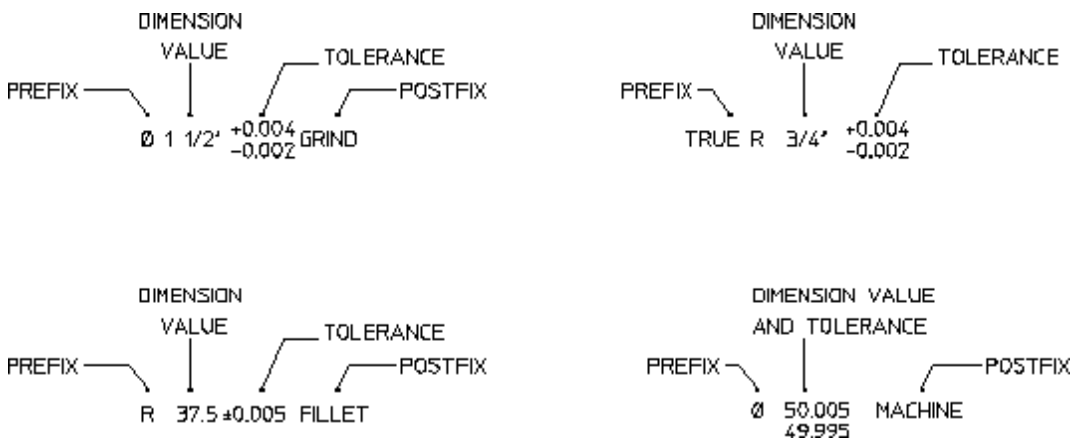 DIMENSION
VALUE
TOLERANCE
PREFIX
POSTFIX
Ø 1 1/2" +0.004 GRIND
-0.002
DIMENSION
VALUE
TOLERANCE
PREFIX
TRUE R 3/4" +0.004
-0.002
DIMENSION
VALUE
TOLERANCE
PREFIX
POSTFIX
R 37.5 ±0.005 FILLET
DIMENSION VALUE
AND TOLERANCE
PREFIX
POSTFIX
Ø 50.005 MACHINE
49.995